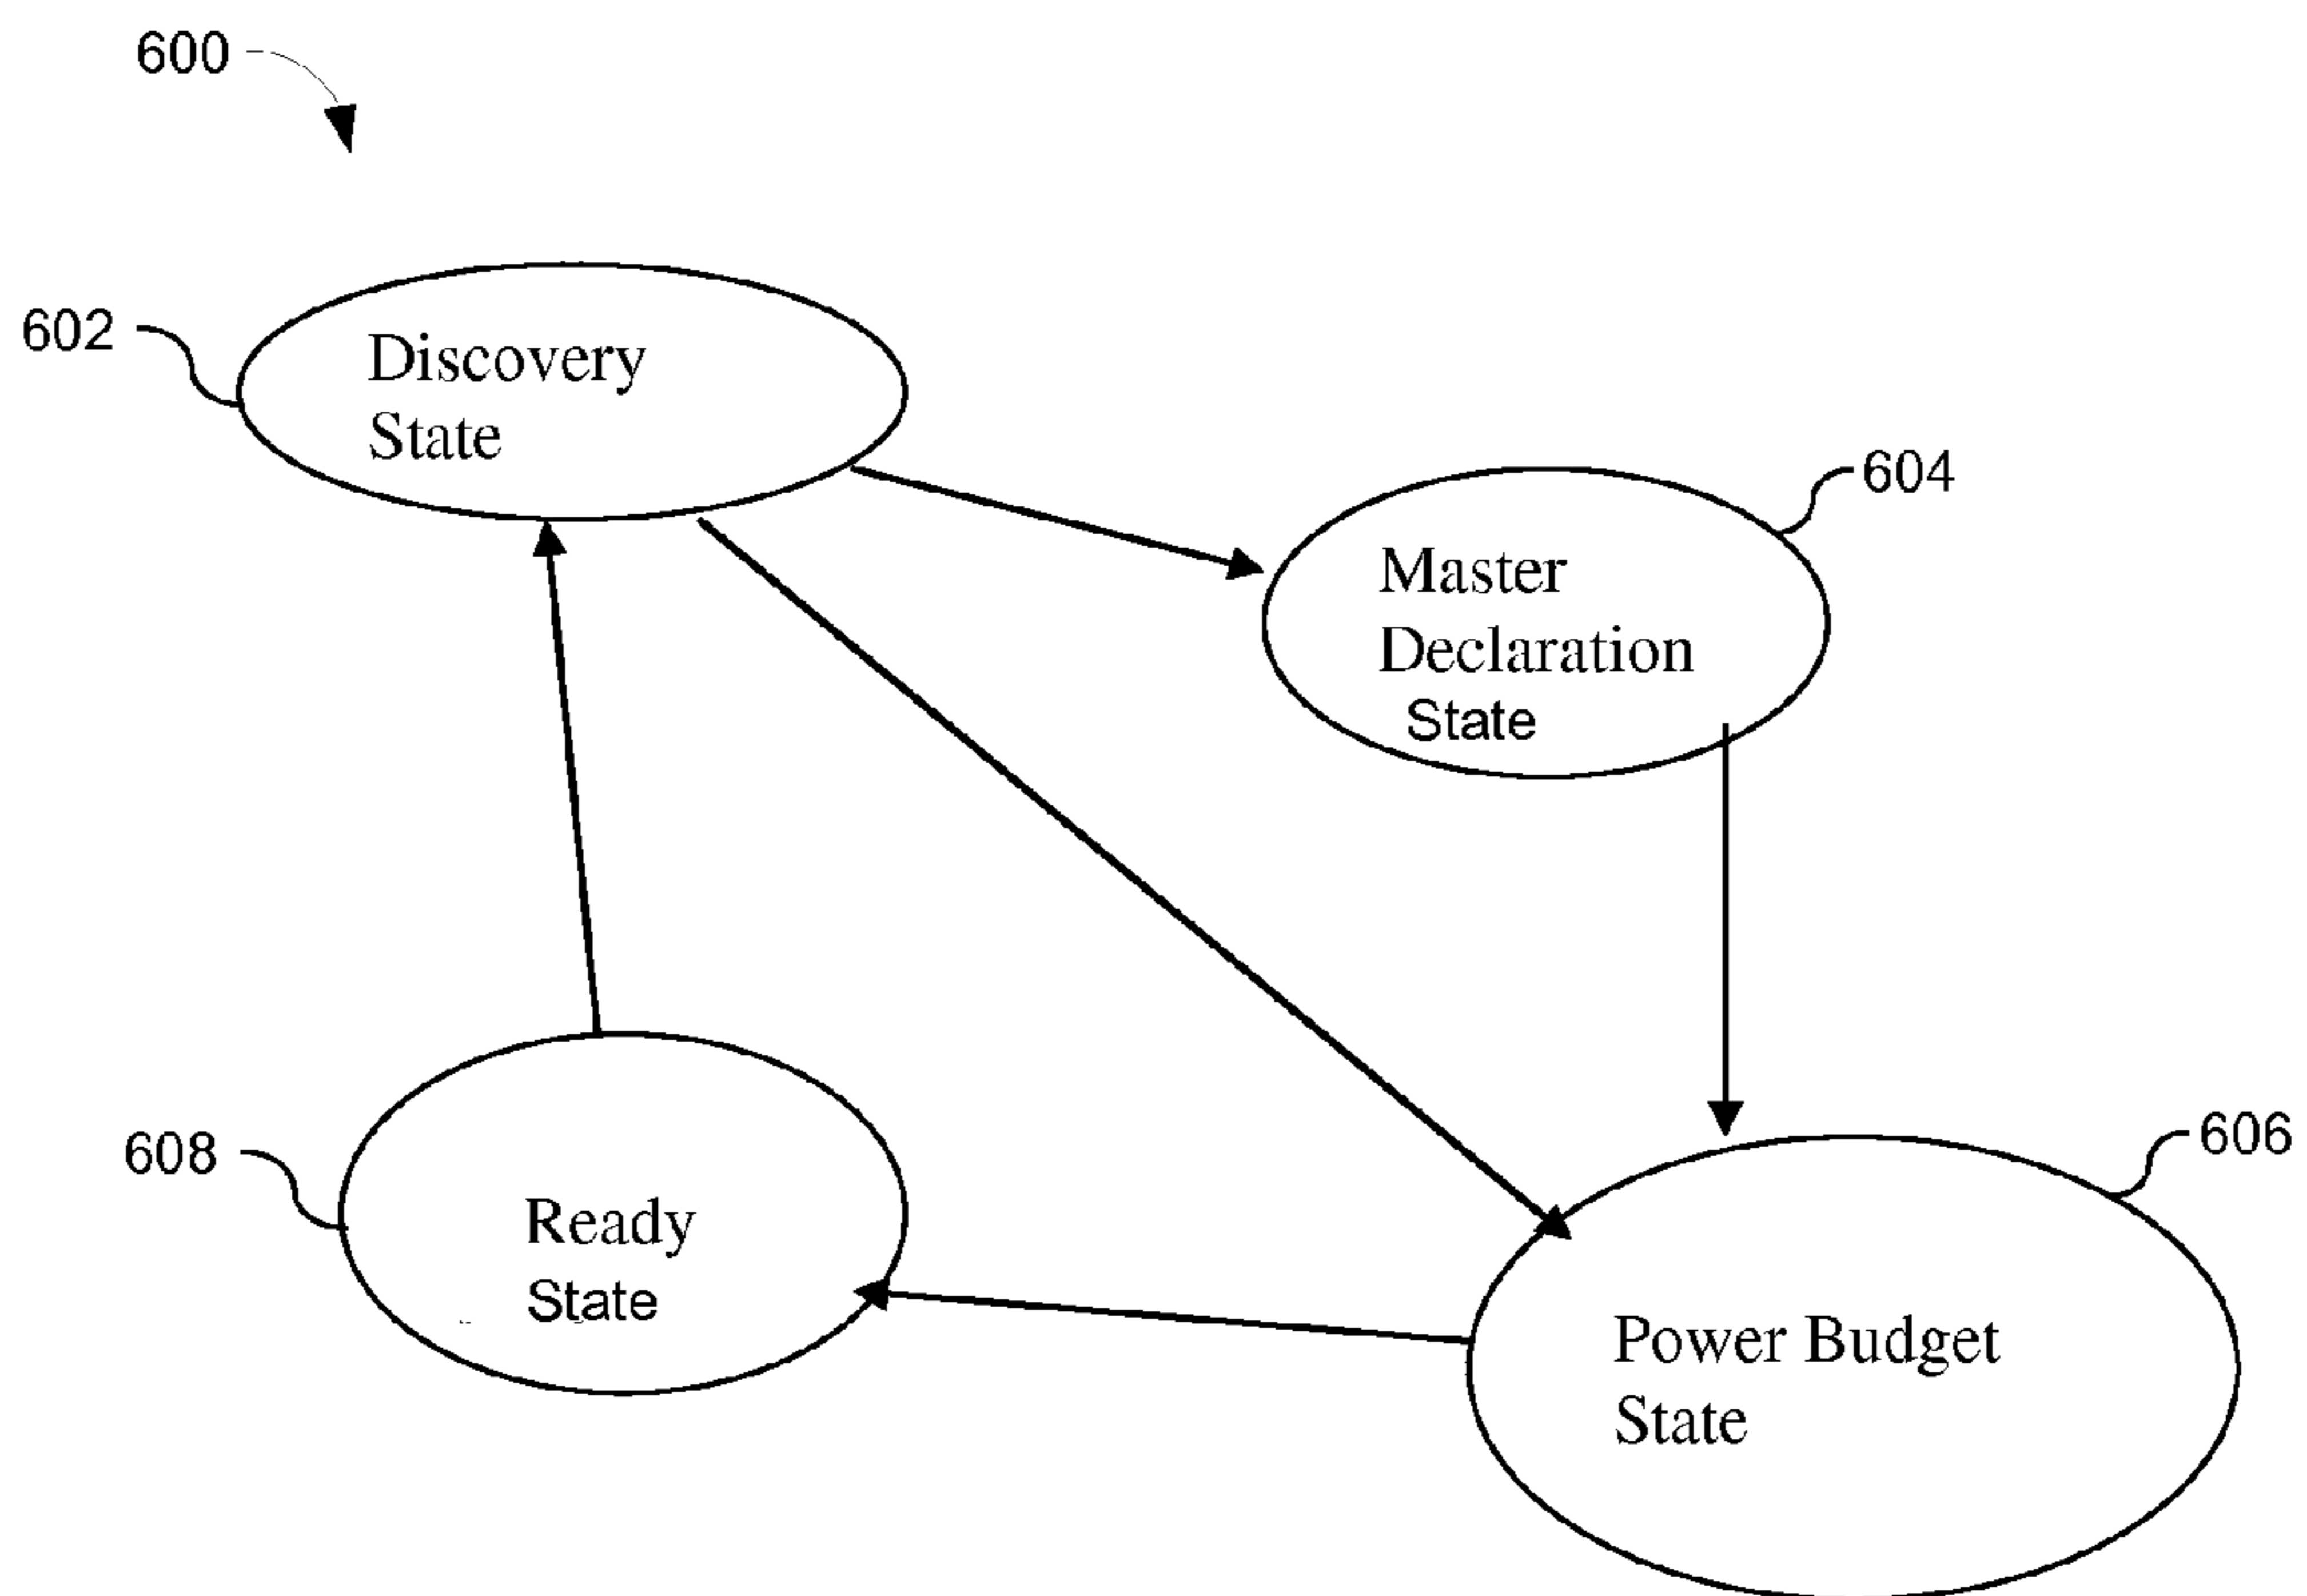 600
602
Discovery
State
604
Master
Declaration
State
608
Ready
State
606
Power Budget
State